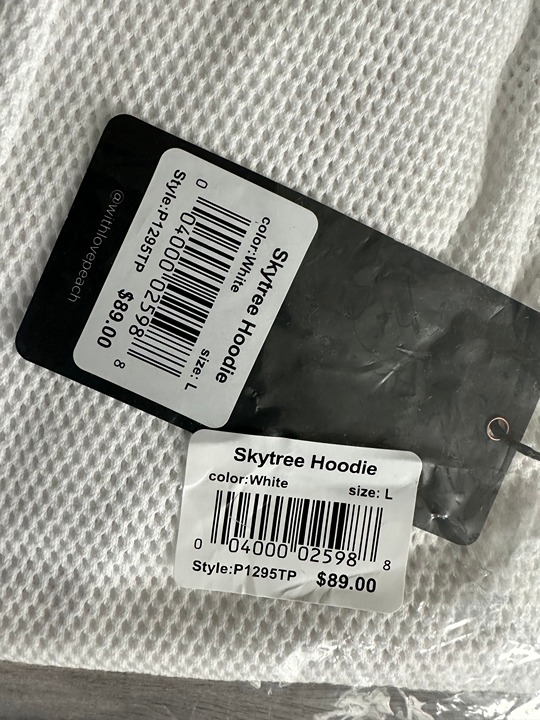 @withlovepeach
Skytree Hoodie
color:White size: L
0 04000 02598 8
Style:P1295TP $89.00
Skytree Hoodie
color:White size: L
0 04000 02598 8
Style:P1295TP $89.00